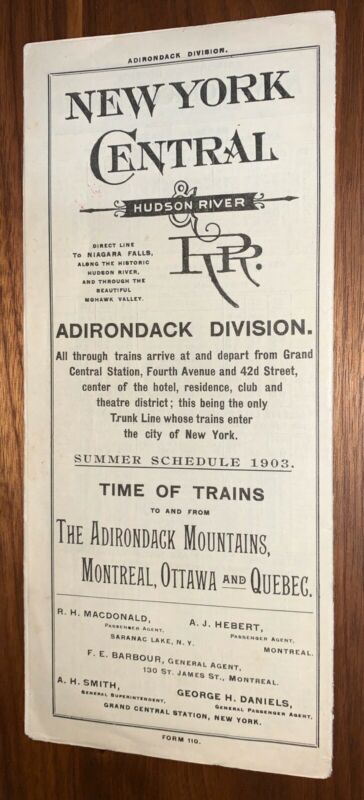 ADIRONDACK DIVISION.
NEW YORK
CENTRAL
&
HUDSON RIVER
R.R.
DIRECT LINE
TO NIAGARA FALLS,
ALONG THE HISTORIC
HUDSON RIVER,
AND THROUGH THE
BEAUTIFUL
MOHAWK VALLEY.
ADIRONDACK DIVISION.
All through trains arrive at and depart from Grand
Central Station, Fourth Avenue and 42d Street,
center of the hotel, residence, club and
theatre district; this being the only
Trunk Line whose trains enter
the city of New York.
SUMMER SCHEDULE 1903.
TIME OF TRAINS
TO AND FROM
THE ADIRONDACK MOUNTAINS,
MONTREAL, OTTAWA AND QUEBEC.
R. H. MACDONALD,
PASSENGER AGENT,
SARANAC LAKE, N. Y.
A. J. HEBERT,
PASSENGER AGENT,
MONTREAL.
F. E. BARBOUR, GENERAL AGENT,
130 ST. JAMES ST., MONTREAL.
A. H. SMITH,
GENERAL SUPERINTENDENT,
GEORGE H. DANIELS,
GENERAL PASSENGER AGENT,
GRAND CENTRAL STATION, NEW YORK.
FORM 110.